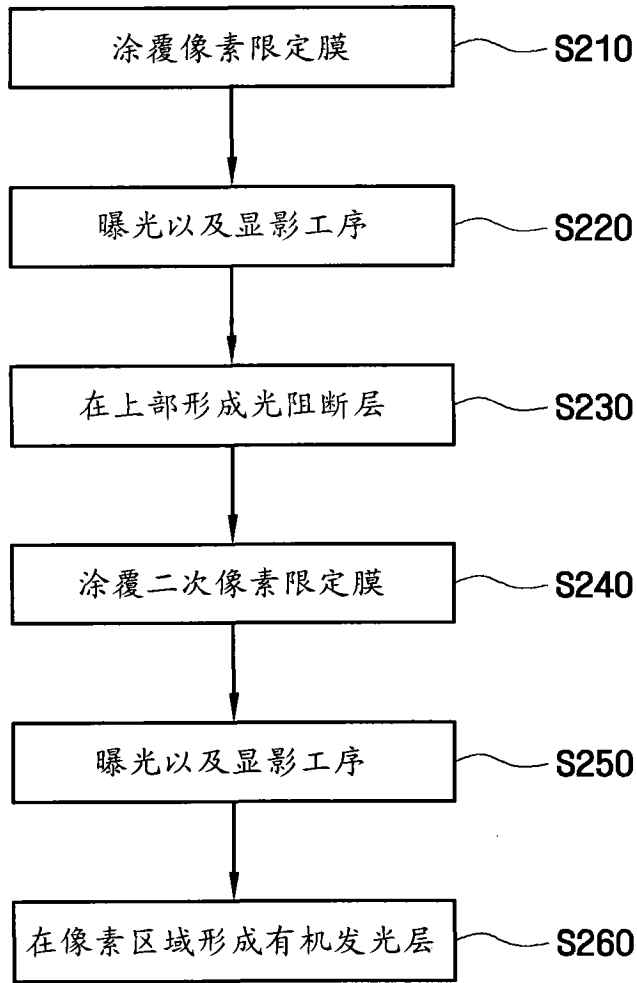 涂覆像素限定膜 S210
曝光以及显影工序 S220
在上部形成光阻断层 S230
涂覆二次像素限定膜 S240
曝光以及显影工序 S250
在像素区域形成有机发光层 S260